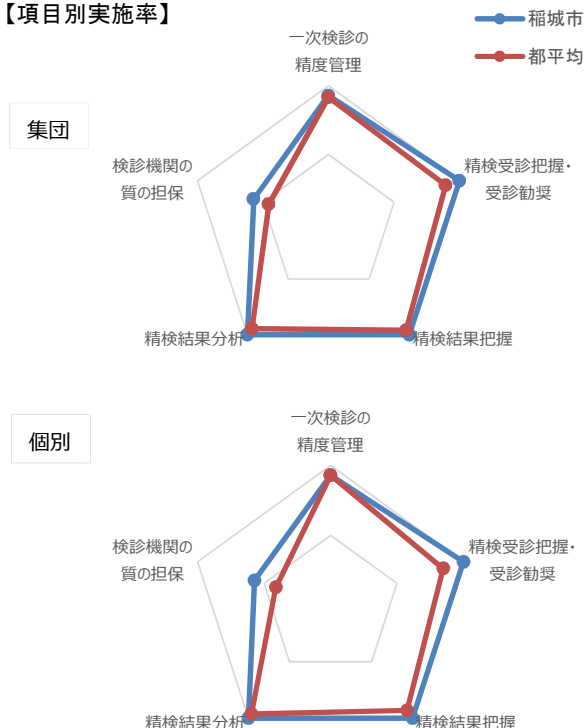 【項目別実施率】
稲城市
都平均
集団
一次検診の
精度管理
精検受診把握・
受診勧奨
精検結果把握
精検結果分析
検診機関の
質の担保
個別
一次検診の
精度管理
精検受診把握・
受診勧奨
精検結果把握
精検結果分析
検診機関の
質の担保